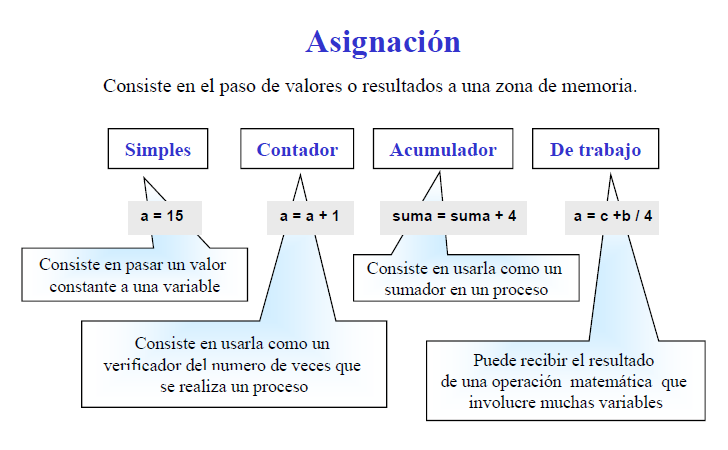 Asignación
Consiste en el paso de valores o resultados a una zona de memoria.
Simples
Contador
Acumulador
De trabajo
a = 15
a = a + 1
suma = suma + 4
a = c +b / 4
Consiste en pasar un valor
constante a una variable
Consiste en usarla como un
sumador en un proceso
Consiste en usarla como un
verificador del numero de veces que
se realiza un proceso
Puede recibir el resultado
de una operación matemática que
involucre muchas variables